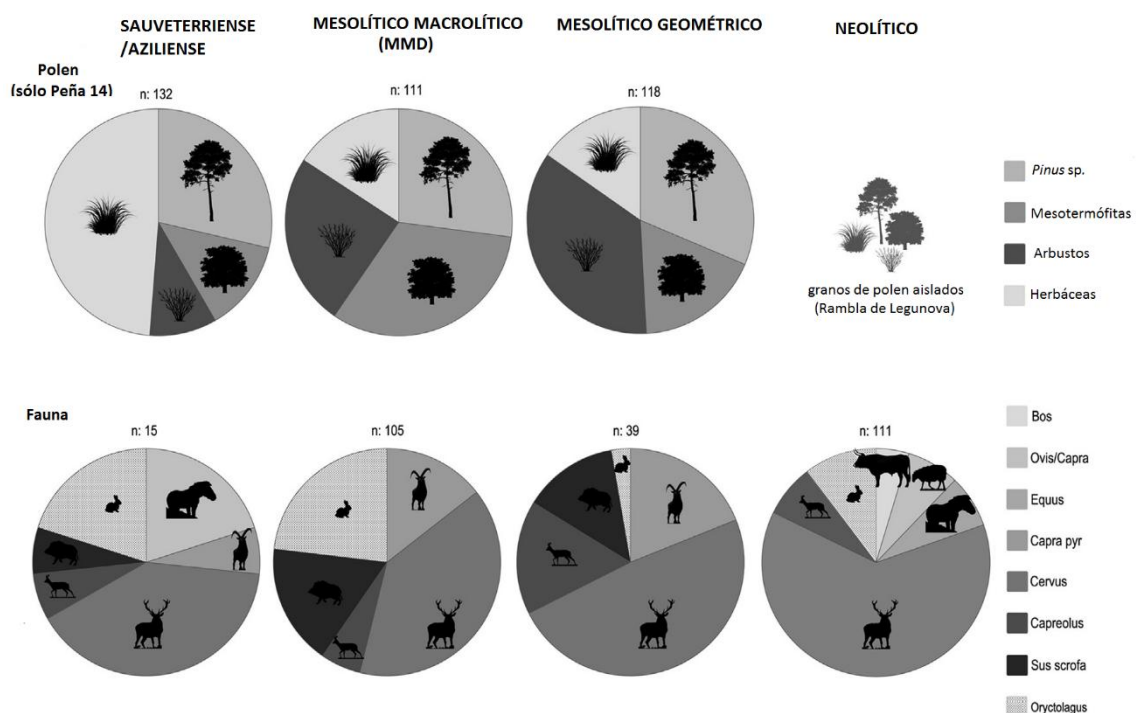 SAUVETERRIENSE
/AZILIENSE
MESOLÍTICO MACROLÍTICO
(MMD)
MESOLÍTICO GEOMÉTRICO
NEOLÍTICO
Polen
(sólo Peña 14)
n: 132
n: 111
n: 118
Pinus sp.
Mesotermófitas
Arbustos
Herbáceas
granos de polen aislados
(Rambla de Legunova)
Fauna
n: 15
n: 105
n: 39
n: 111
Bos
Ovis/Capra
Equus
Capra pyr
Cervus
Capreolus
Sus scrofa
Oryctolagus